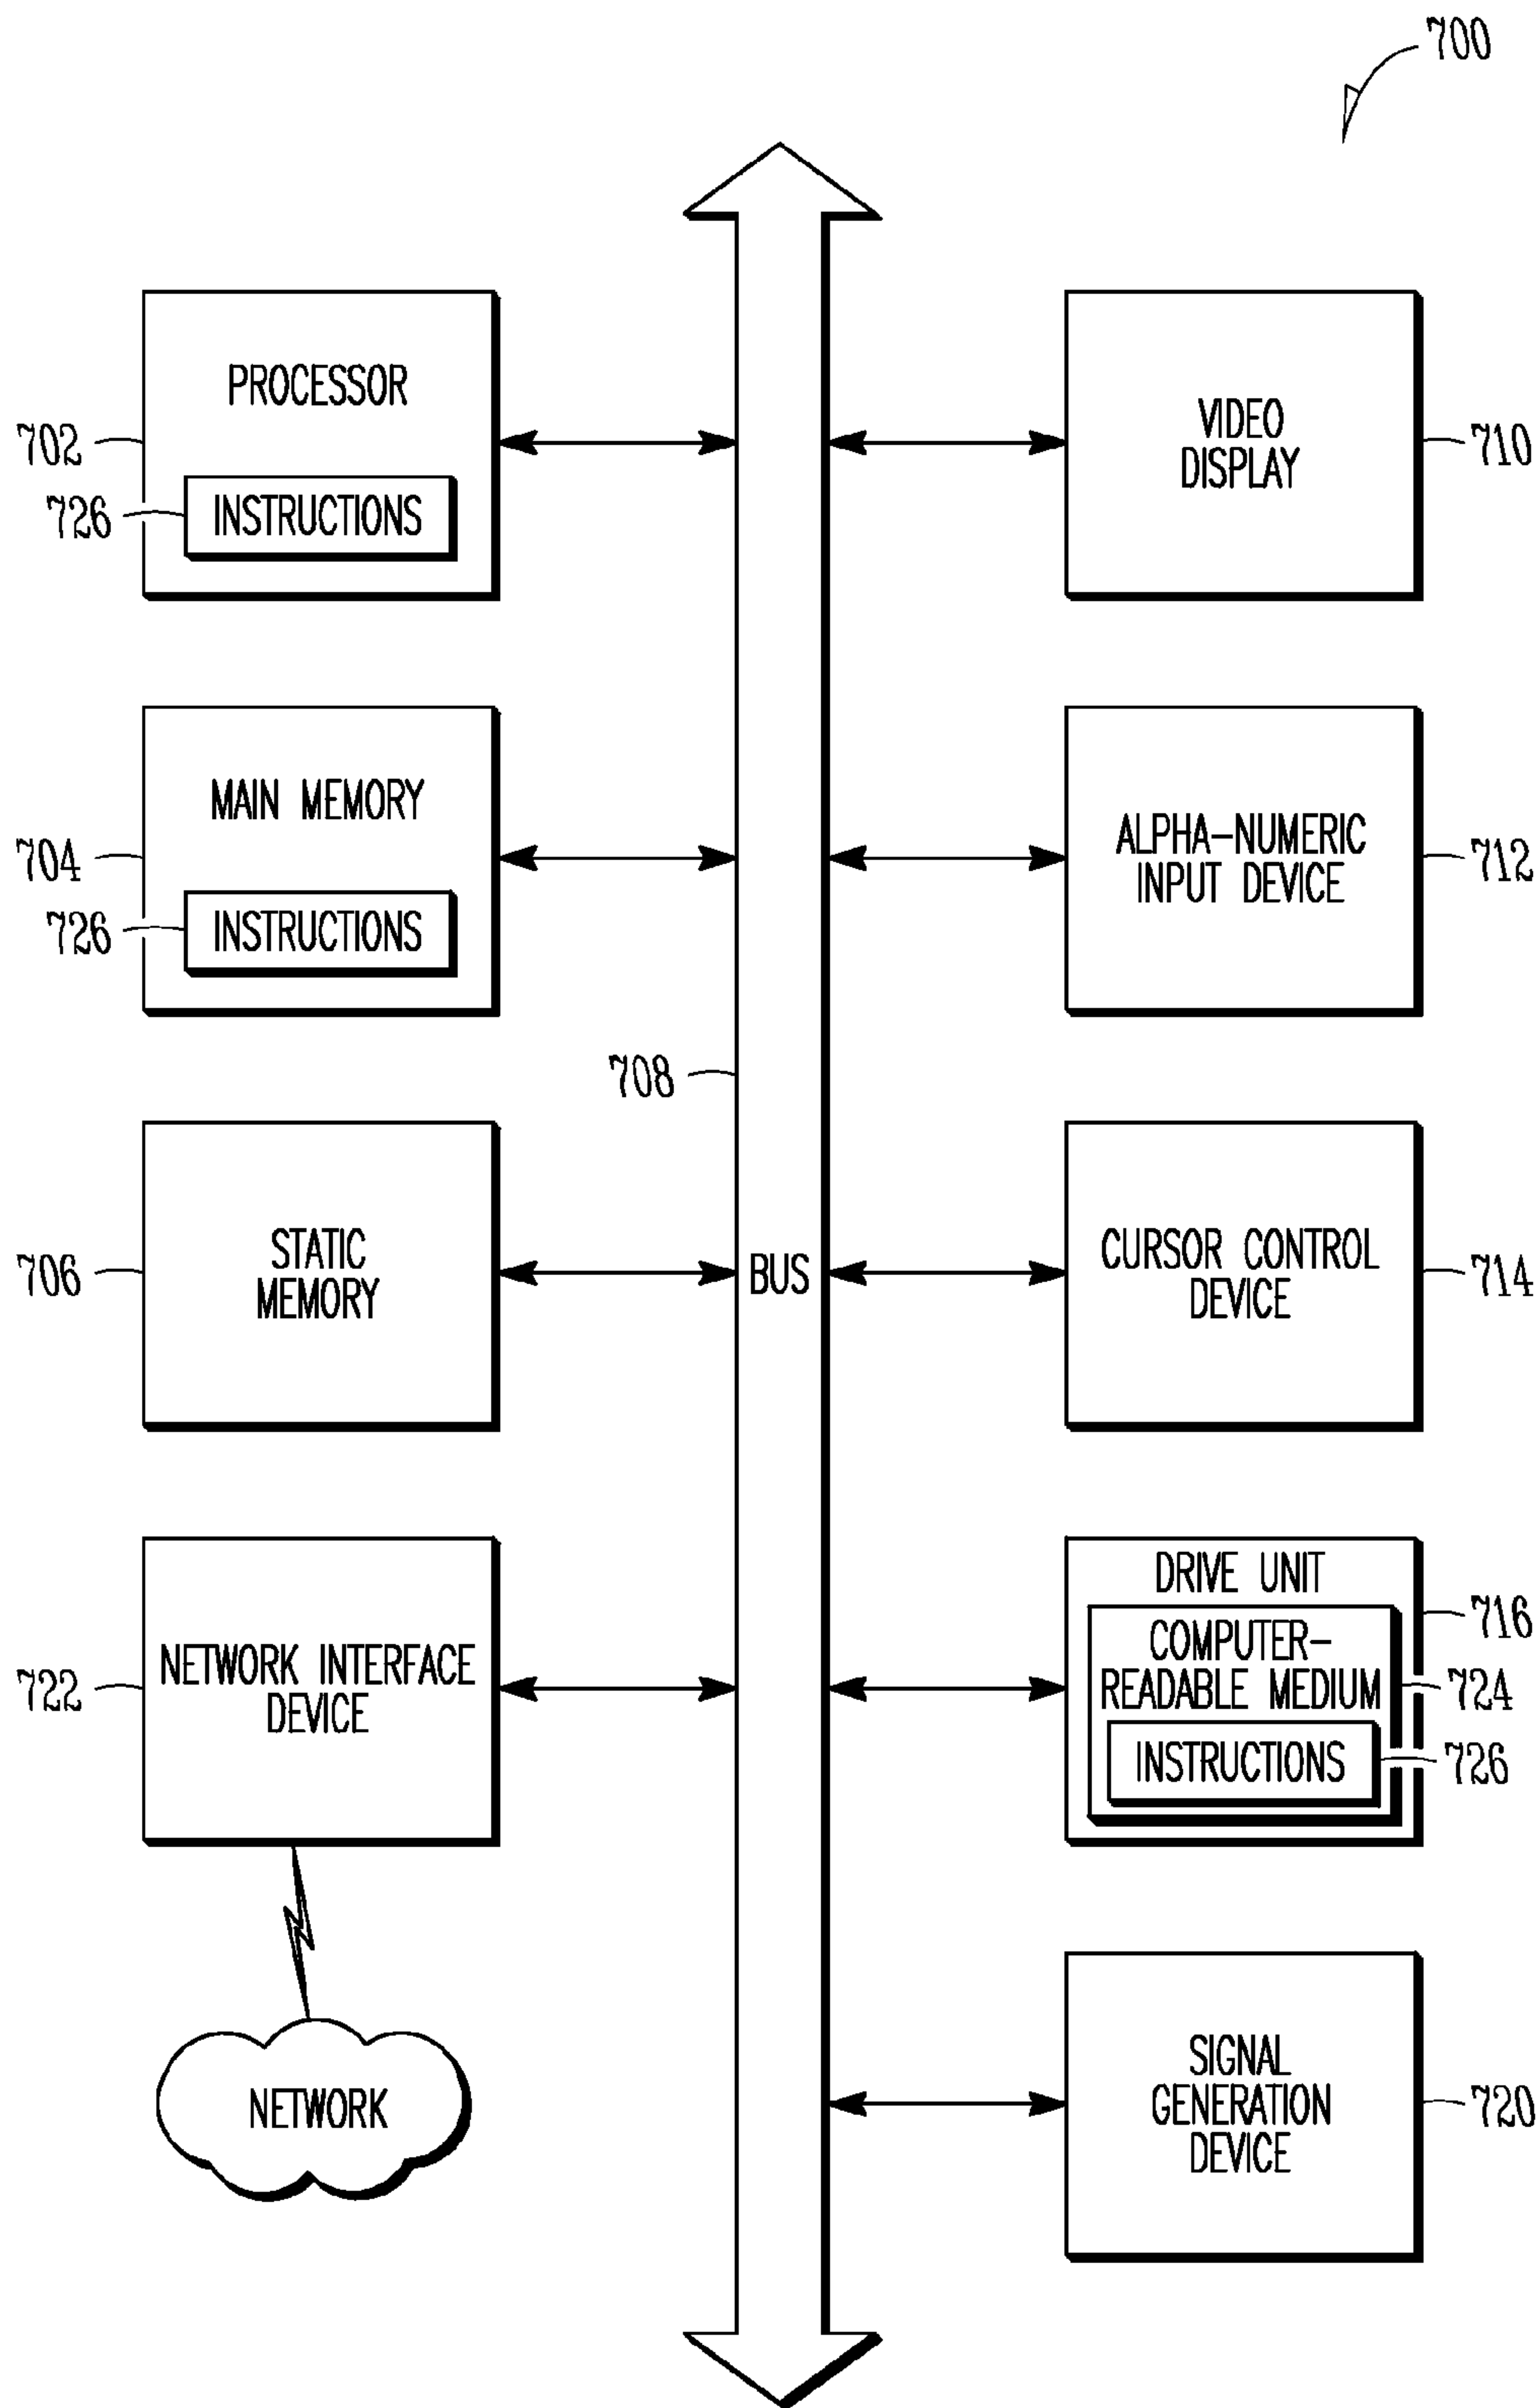 700
PROCESSOR
702
726
INSTRUCTIONS
VIDEO
DISPLAY
710
MAIN MEMORY
704
726
INSTRUCTIONS
ALPHA-NUMERIC
INPUT DEVICE
712
708
STATIC
MEMORY
706
BUS
CURSOR CONTROL
DEVICE
714
NETWORK INTERFACE
DEVICE
722
DRIVE UNIT
716
COMPUTER-
READABLE MEDIUM
724
INSTRUCTIONS
726
NETWORK
SIGNAL
GENERATION
DEVICE
720